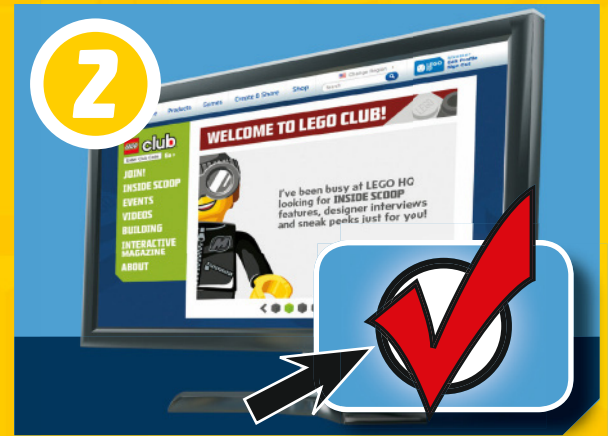 2
Products Games Create & Share Shop
Change Region
Search
LEGO ID
Edit Profile
Sign Out
LEGO club
JOIN!
INSIDE SCOOP
EVENTS
VIDEOS
BUILDING
INTERACTIVE
MAGAZINE
ABOUT
WELCOME TO LEGO CLUB!
I've been busy at LEGO HQ
looking for INSIDE SCOOP
features, designer interviews
and sneak peeks just for you!